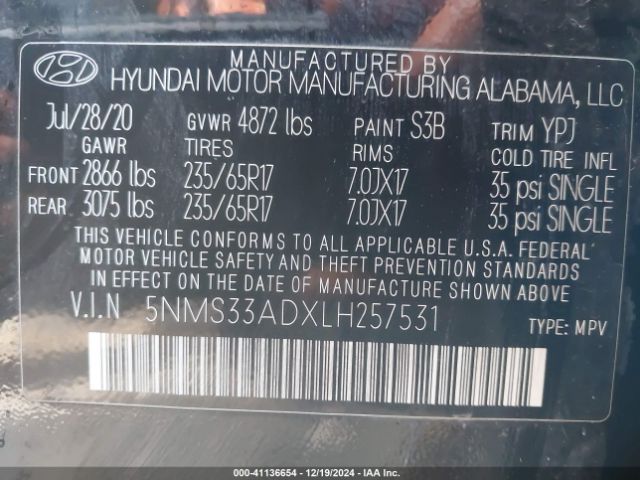 MANUFACTURED BY
HYUNDAI MOTOR MANUFACTURING ALABAMA, LLC
Jul/28/20 GVWR 4872 lbs PAINT S3B TRIM YPJ
GAWR TIRES RIMS COLD TIRE INFL
FRONT 2866 lbs 235/65R17 7.0JX17 35 psi SINGLE
REAR 3075 lbs 235/65R17 7.0JX17 35 psi SINGLE
THIS VEHICLE CONFORMS TO ALL APPLICABLE U.S.A. FEDERAL
MOTOR VEHICLE SAFETY AND THEFT PREVENTION STANDARDS
IN EFFECT ON THE DATE OF MANUFACTURE SHOWN ABOVE.
V.I.N 5NMS33ADXLH257531
TYPE: MPV
000-41136654 - 12/19/2024 - IAA